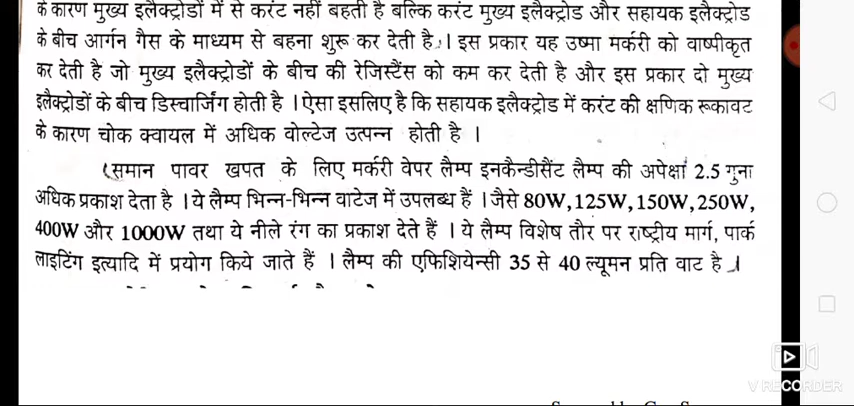 के कारण मुख्य इलैक्ट्रोडों में से करंट नहीं बहती है बल्कि करंट मुख्य इलैक्ट्रोड और सहायक इलैक्ट्रोड
के बीच आर्गन गैस के माध्यम से बहना शुरू कर देती है। इस प्रकार यह उष्मा मर्करी को वाष्पीकृत
कर देती है जो मुख्य इलैक्ट्रोडों के बीच की रेजिस्टैंस को कम कर देती है और इस प्रकार दो मुख्य
इलैक्ट्रोडों के बीच डिस्चार्जिंग होती है । ऐसा इसलिए है कि सहायक इलैक्ट्रोड में करंट की क्षणिक रूकावट
के कारण चोक क्वायल में अधिक वोल्टेज उत्पन्न होती है ।
(समान पावर खपत के लिए मर्करी वेपर लैम्प इनकैन्डीसैंट लैम्प की अपेक्षा 2.5 गुना
अधिक प्रकाश देता है । ये लैम्प भिन्न-भिन्न वाटेज में उपलब्ध हैं । जैसे 80W, 125W, 150W, 250W,
400W और 1000W तथा ये नीले रंग का प्रकाश देते हैं । ये लैम्प विशेष तौर पर राष्ट्रीय मार्ग, पार्क
लाइटिंग इत्यादि में प्रयोग किये जाते हैं । लैम्प की एफिशियेन्सी 35 से 40 ल्यूमन प्रति वाट है ।
V RECORDER